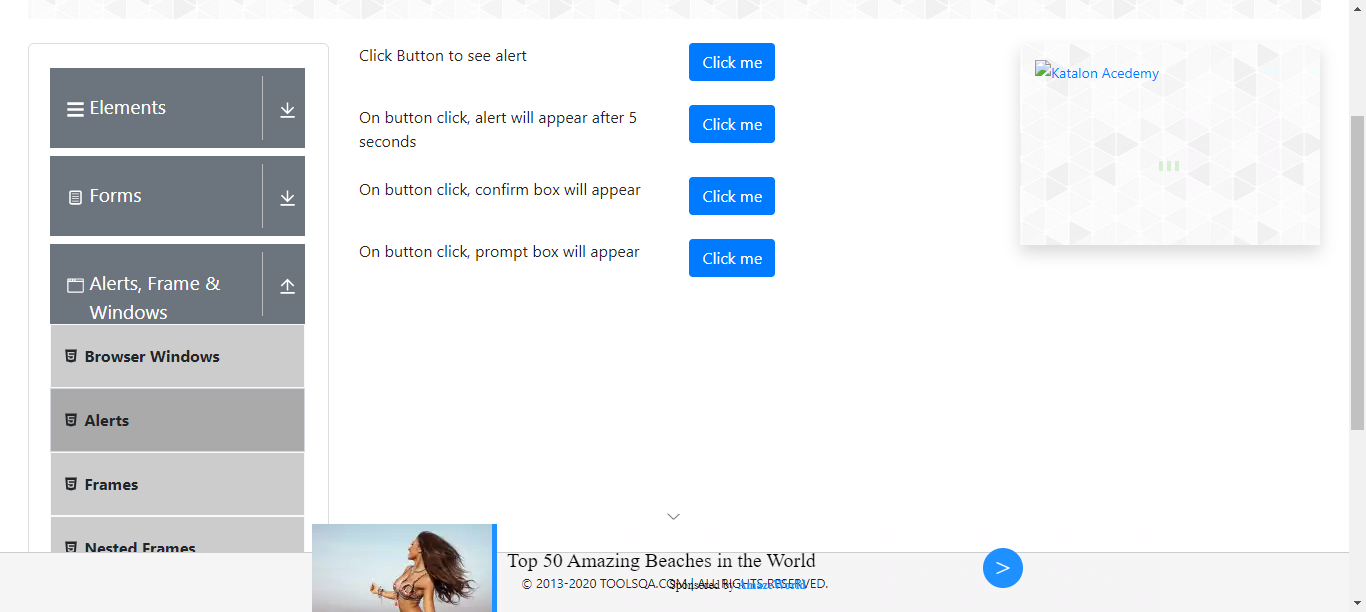 Elements
Forms
Alerts, Frame &
Windows
Browser Windows
Alerts
Frames
Nested Frames
Click Button to see alert
Click me
On button click, alert will appear after 5
seconds
Click me
On button click, confirm box will appear
Click me
On button click, prompt box will appear
Click me
Katalon Acedemy
Top 50 Amazing Beaches in the World
>
© 2013-2020 TOOLSQA.COM | ALL RIGHTS RESERVED.
Sponsered by